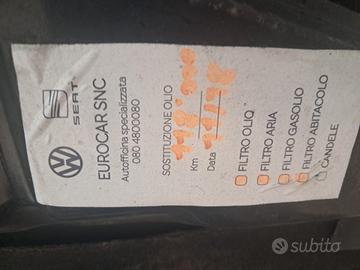 SEAT
EUROCAR SNC
Autofficina specializzata
080 48000080
SOSTITUZIONE OLIO
Km
Data
FILTRO OLIO
FILTRO ARIA
FILTRO GASOLIO
FILTRO ABITACOLO
CANDELE
subito